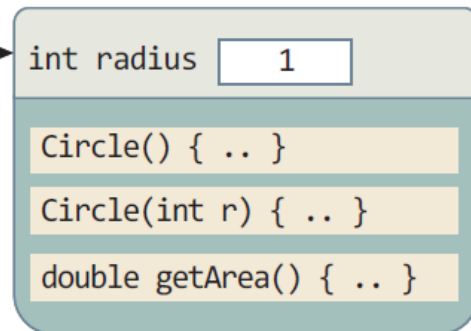 int radius 1
Circle() { .. }
Circle(int r) { .. }
double getArea() { .. }